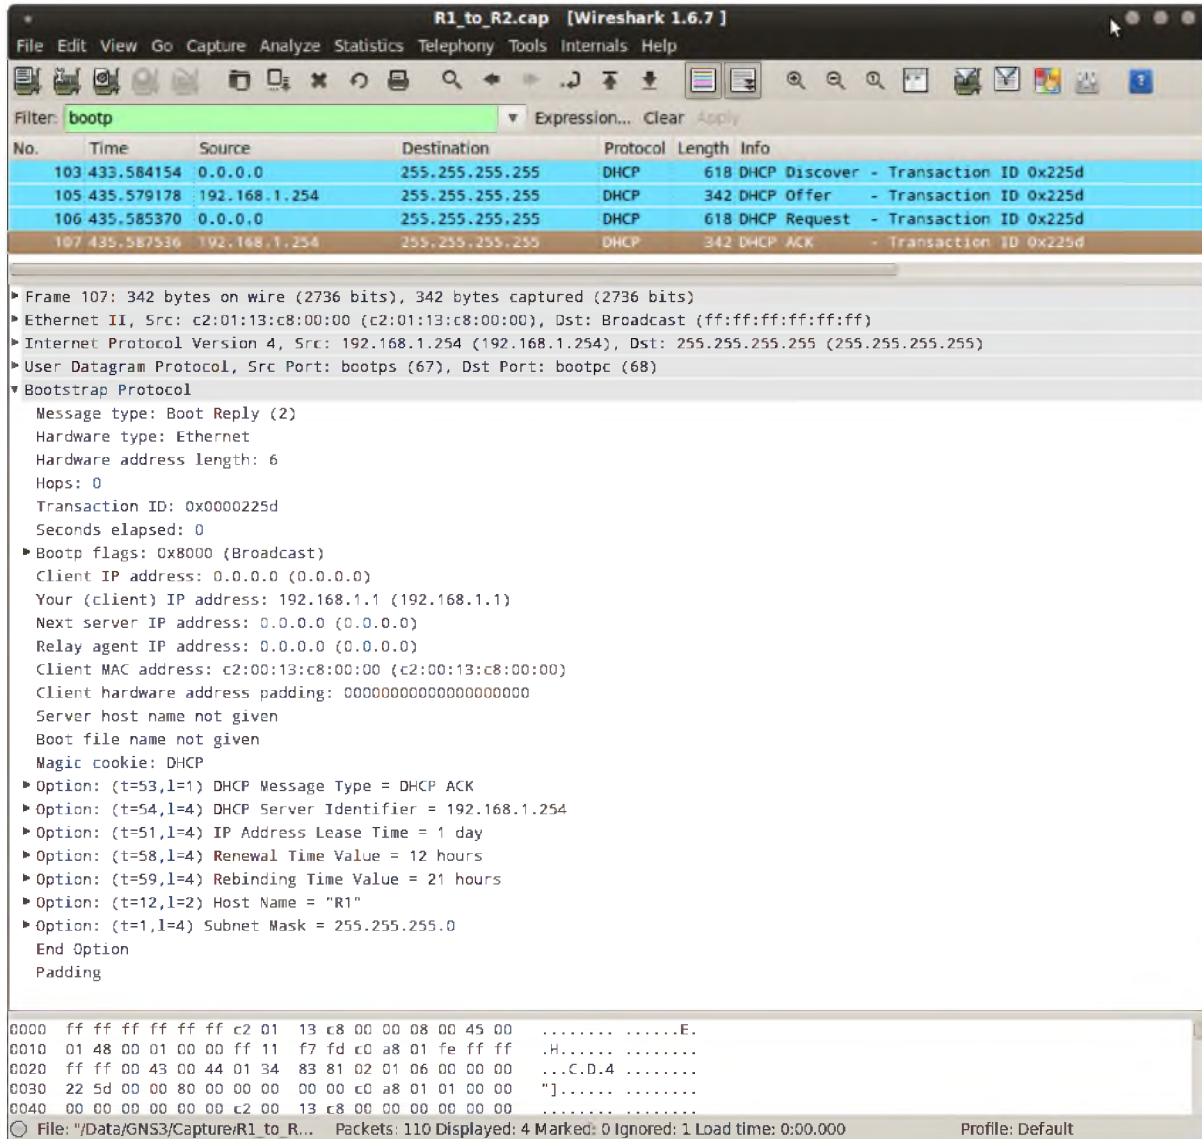 R1_to_R2.cap [Wireshark 1.6.7 ]
File Edit View Go Capture Analyze Statistics Telephony Tools Internals Help
Filter: bootp Expression... Clear Apply
No. Time Source Destination Protocol Length Info
103 433.584154 0.0.0.0 255.255.255.255 DHCP 618 DHCP Discover - Transaction ID 0x225d
105 435.579178 192.168.1.254 255.255.255.255 DHCP 342 DHCP Offer - Transaction ID 0x225d
106 435.585370 0.0.0.0 255.255.255.255 DHCP 618 DHCP Request - Transaction ID 0x225d
107 435.587536 192.168.1.254 255.255.255.255 DHCP 342 DHCP ACK - Transaction ID 0x225d
Frame 107: 342 bytes on wire (2736 bits), 342 bytes captured (2736 bits)
Ethernet II, Src: c2:01:13:c8:00:00 (c2:01:13:c8:00:00), Dst: Broadcast (ff:ff:ff:ff:ff:ff)
Internet Protocol Version 4, Src: 192.168.1.254 (192.168.1.254), Dst: 255.255.255.255 (255.255.255.255)
User Datagram Protocol, Src Port: bootps (67), Dst Port: bootpc (68)
Bootstrap Protocol
Message type: Boot Reply (2)
Hardware type: Ethernet
Hardware address length: 6
Hops: 0
Transaction ID: 0x0000225d
Seconds elapsed: 0
Bootp flags: 0x8000 (Broadcast)
Client IP address: 0.0.0.0 (0.0.0.0)
Your (client) IP address: 192.168.1.1 (192.168.1.1)
Next server IP address: 0.0.0.0 (0.0.0.0)
Relay agent IP address: 0.0.0.0 (0.0.0.0)
Client MAC address: c2:00:13:c8:00:00 (c2:00:13:c8:00:00)
Client hardware address padding: 00000000000000000000
Server host name not given
Boot file name not given
Magic cookie: DHCP
Option: (t=53,l=1) DHCP Message Type = DHCP ACK
Option: (t=54,l=4) DHCP Server Identifier = 192.168.1.254
Option: (t=51,l=4) IP Address Lease Time = 1 day
Option: (t=58,l=4) Renewal Time Value = 12 hours
Option: (t=59,l=4) Rebinding Time Value = 21 hours
Option: (t=12,l=2) Host Name = "R1"
Option: (t=1,l=4) Subnet Mask = 255.255.255.0
End Option
Padding
0000 ff ff ff ff ff ff c2 01 13 c8 00 00 08 00 45 00 ........ ......E.
0010 01 48 00 01 00 00 ff 11 f7 fd c0 a8 01 fe ff ff .H...... ........
0020 ff ff 00 43 00 44 01 34 83 81 02 01 06 00 00 00 ...C.D.4 ........
0030 22 5d 00 00 80 00 00 00 00 00 c0 a8 01 01 00 00 "]...... ........
0040 00 00 00 00 00 00 c2 00 13 c8 00 00 00 00 00 00 ........ ........
File: "/Data/GNS3/Capture/R1_to_R... Packets: 110 Displayed: 4 Marked: 0 Ignored: 1 Load time: 0:00.000 Profile: Default